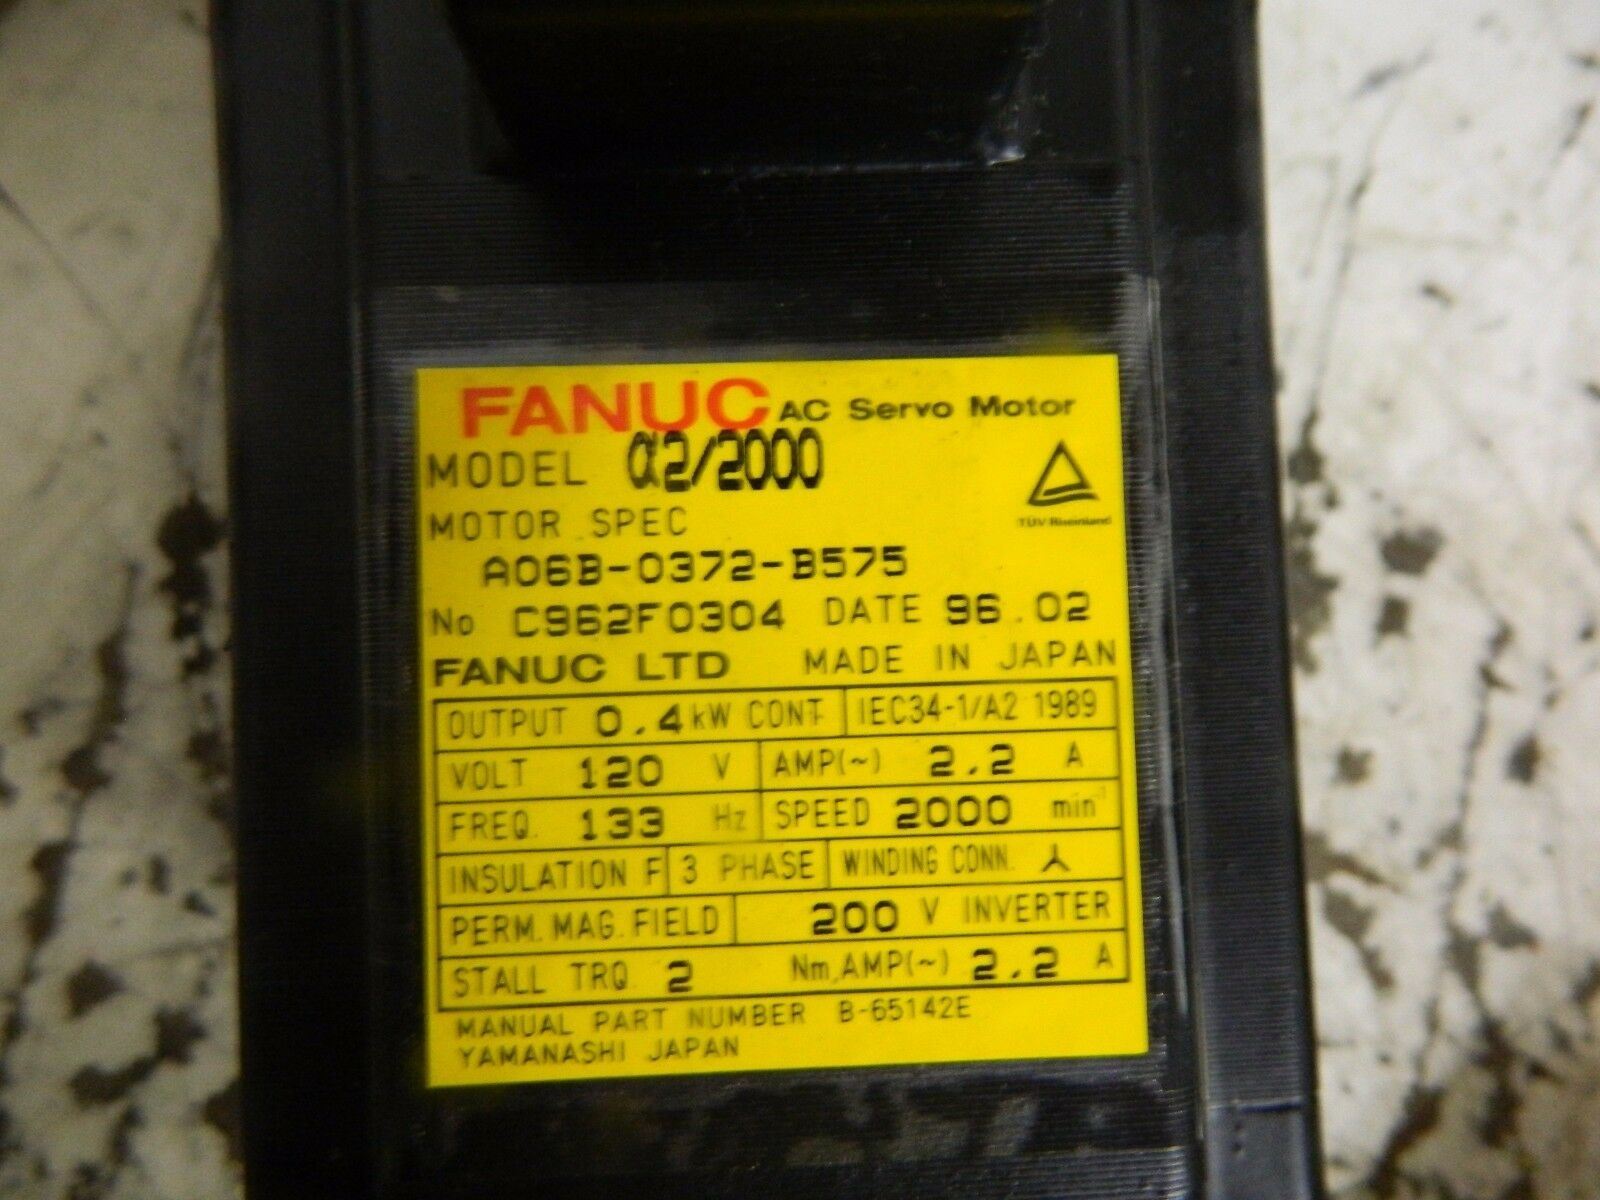 FANUC AC Servo Motor
MODEL α2/2000
TÜV Rheinland
MOTOR SPEC
A06B-0372-B575
No C962F0304 DATE 96.02
FANUC LTD MADE IN JAPAN
OUTPUT 0.4 kW CONT. IEC34-1/A2 1989
VOLT 120 V AMP(~) 2.2 A
FREQ. 133 Hz SPEED 2000 min⁻¹
INSULATION F 3 PHASE WINDING CONN.
PERM. MAG. FIELD 200 V INVERTER
STALL TRQ. 2 Nm, AMP(~) 2.2 A
MANUAL PART NUMBER B-65142E
YAMANASHI JAPAN